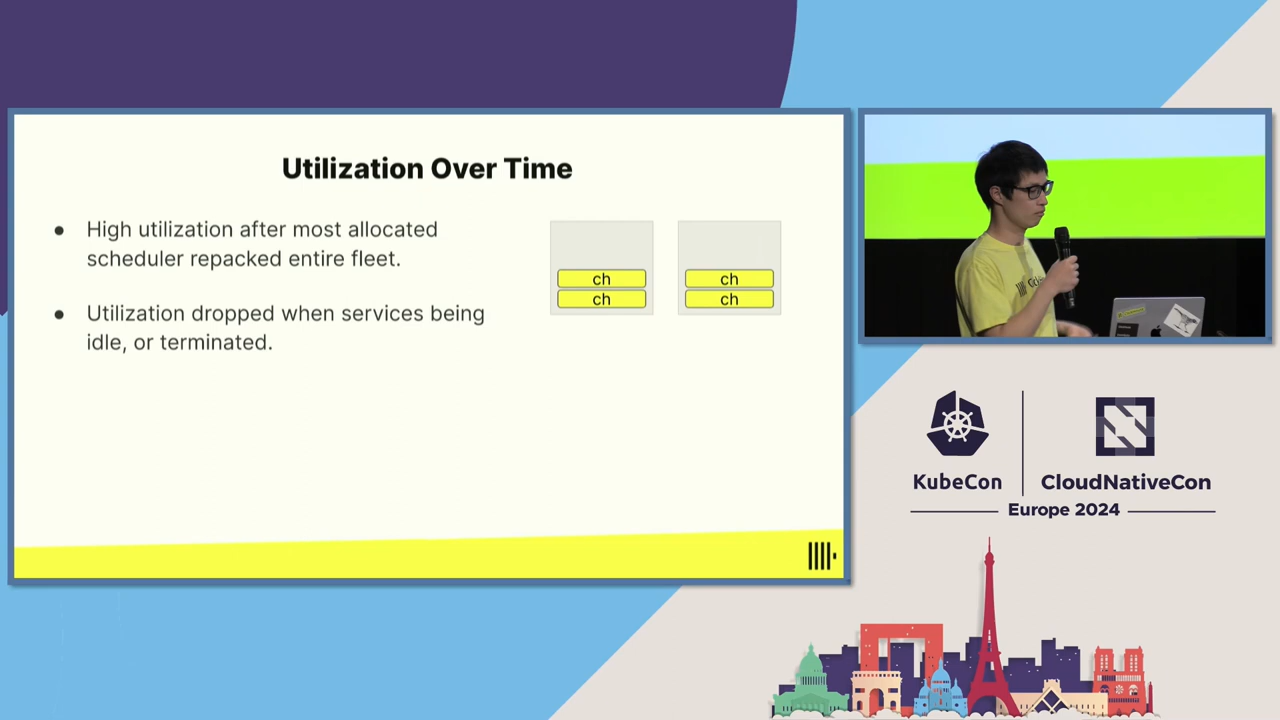 Utilization Over Time
● High utilization after most allocated
scheduler repacked entire fleet.
● Utilization dropped when services being
idle, or terminated.
ch
ch
ch
ch
KubeCon
CloudNativeCon
Europe 2024